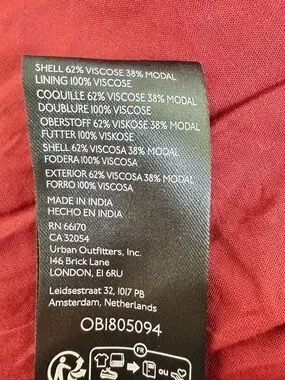 SHELL 62% VISCOSE 38% MODAL
LINING 100% VISCOSE
COQUILLE 62% VISCOSE 38% MODAL
DOUBLURE 100% VISCOSE
OBERSTOFF 62% VISKOSE 38% MODAL
FUTTER 100% VISKOSE
SHELL 62% VISCOSA 38% MODAL
FODERA 100% VISCOSA
EXTERIOR 62% VISCOSA 38% MODAL
FORRO 100% VISCOSA
MADE IN INDIA
HECHO EN INDIA
RN 66170
CA 32054
Urban Outfitters, Inc.
146 Brick Lane
LONDON, E1 6RU
Leidsestraat 32, 1017 PB
Amsterdam, Netherlands
OB1805094
FR
OU